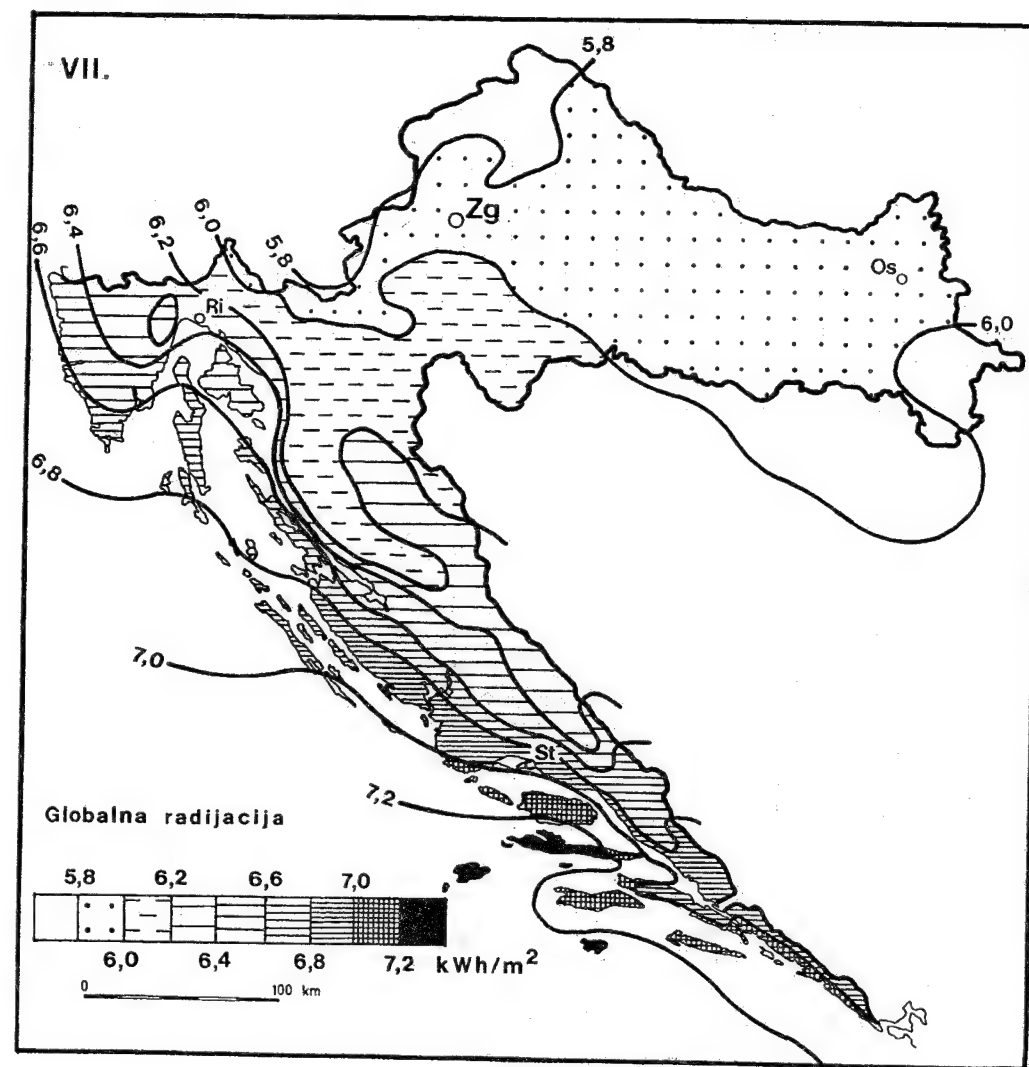 VII.
5,8
Zg
6,6
6,4
6,2
6,0
5,8
Ri
Os
6,0
6,8
7,0
St
7,2
Globalna radijacija
5,8 6,2 6,6 7,0
6,0 6,4 6,8 7,2 kWh/m²
0 100 km